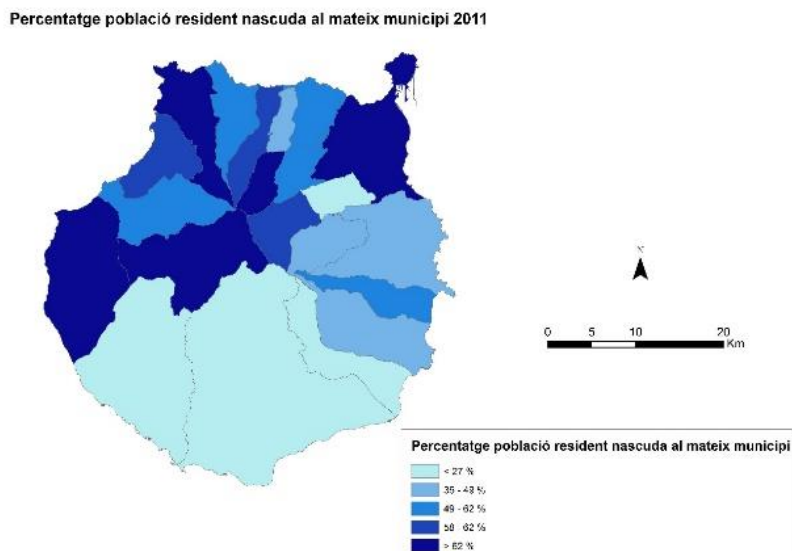 Percentatge població resident nascuda al mateix municipi 2011
N
0 5 10 20
Km
Percentatge població resident nascuda al mateix municipi
< 27 %
35 - 49 %
49 - 62 %
58 - 62 %
> 62 %